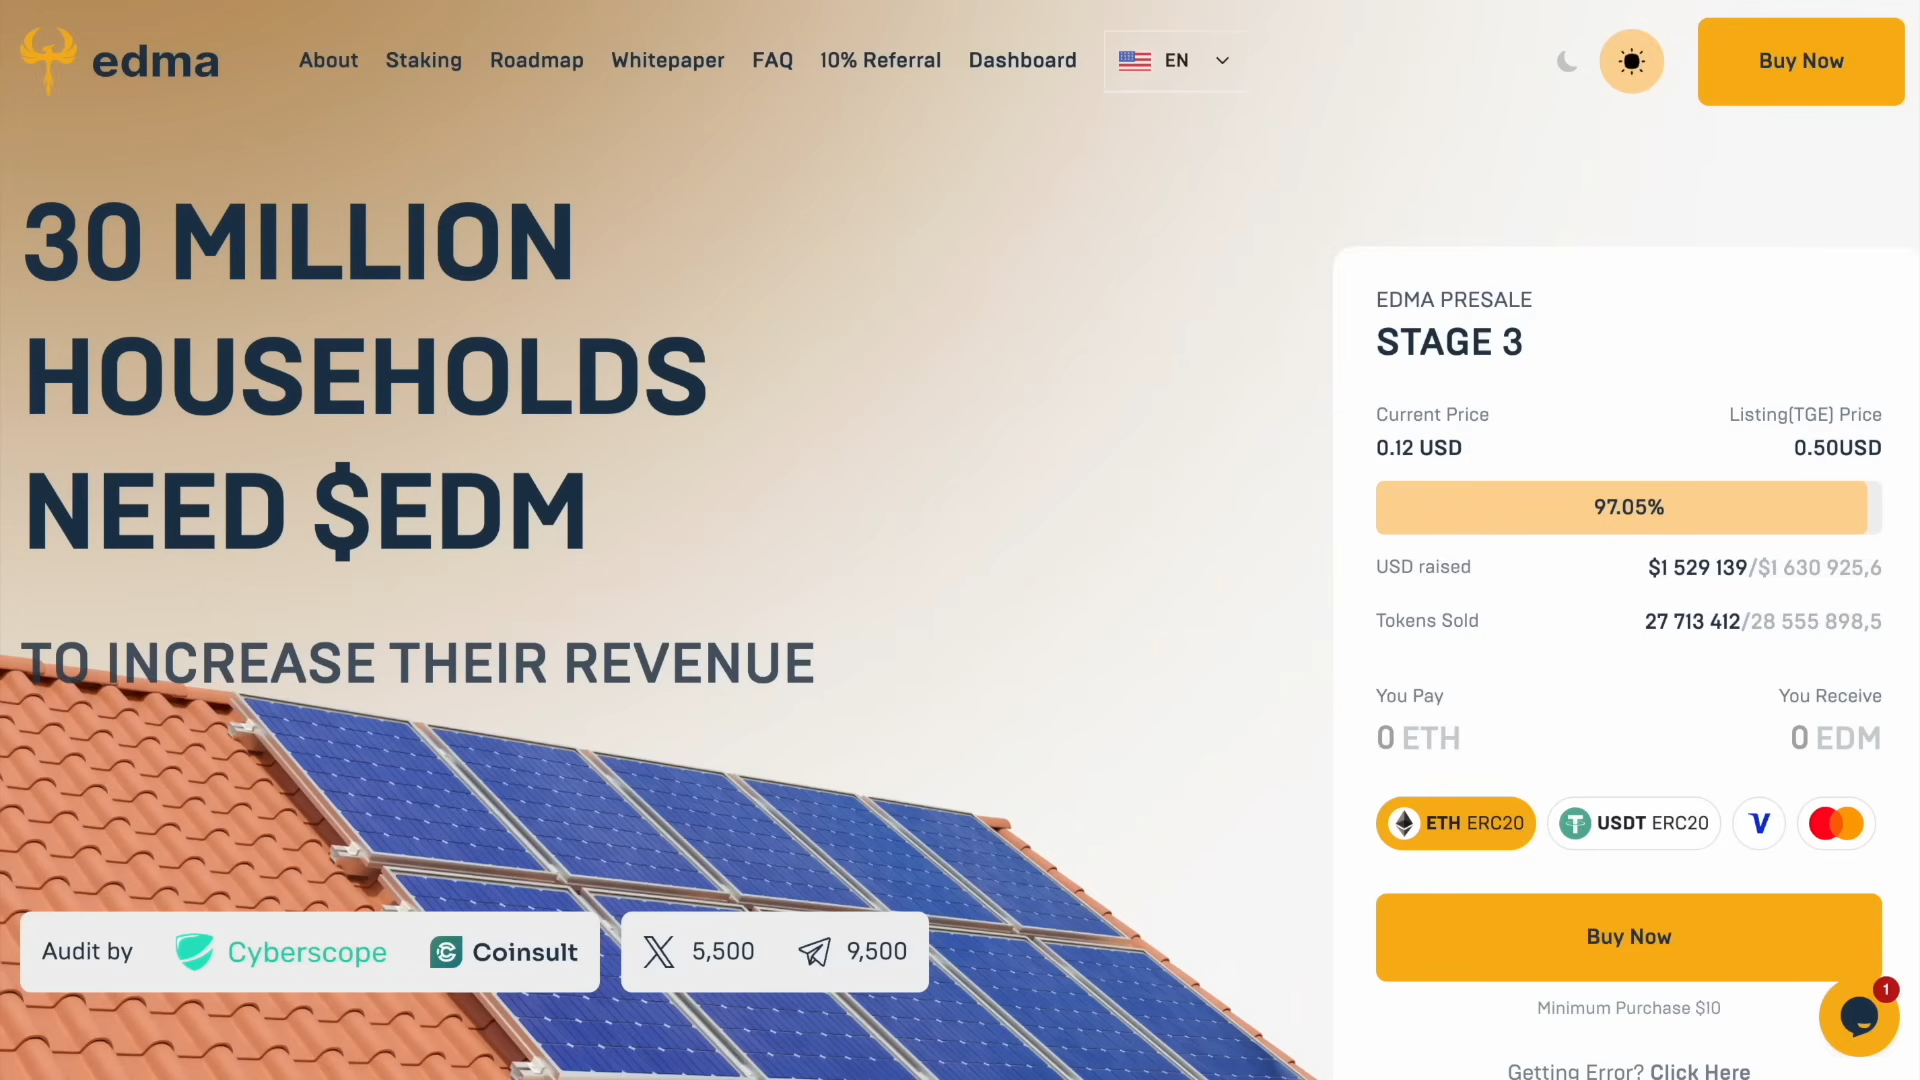 edma
About Staking Roadmap Whitepaper FAQ 10% Referral Dashboard EN Buy Now
30 MILLION
HOUSEHOLDS
NEED $EDM
TO INCREASE THEIR REVENUE
Audit by Cyberscope Coinsult 5,500 9,500
EDMA PRESALE
STAGE 3
Current Price Listing(TGE) Price
0.12 USD 0.50USD
97.05%
USD raised $1 529 139/$1 630 925,6
Tokens Sold 27 713 412/28 555 898,5
You Pay You Receive
0 ETH 0 EDM
ETH ERC20 USDT ERC20
Buy Now
1
Minimum Purchase $10
Getting Error? Click Here